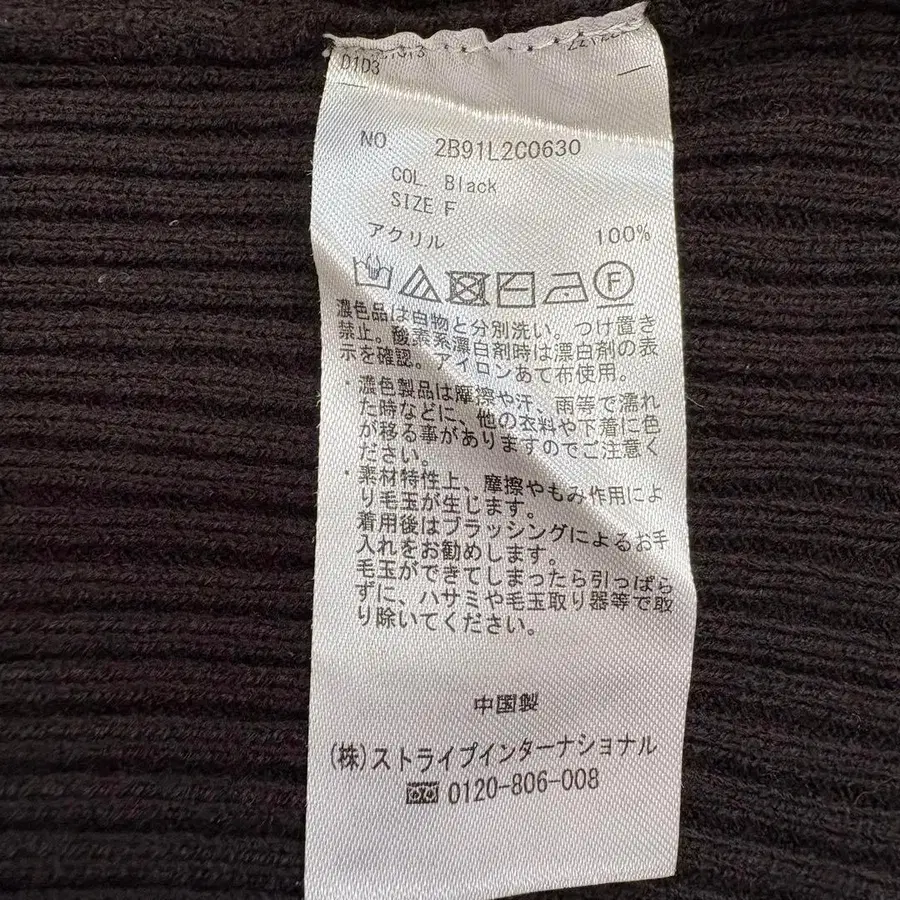 D1D3
NO 2B91L2C0630
COL. Black
SIZE F
アクリル 100%
F
濃色品は白物と分別洗い。つけ置き
禁止。酸素系漂白剤時は漂白剤の表
示を確認。アイロンあて布使用。
・濃色製品は摩擦や汗、雨等で濡れ
た時などに、他の衣料や下着に色
が移る事がありますのでご注意く
ださい。
・素材特性上、摩擦やもみ作用によ
り毛玉が生じます。
着用後はブラッシングによるお手
入れをお勧めします。
毛玉ができてしまったら引っぱら
ずに、ハサミや毛玉取り器等で取
り除いてください。
中国製
(株)ストライプインターナショナル
0120-806-008